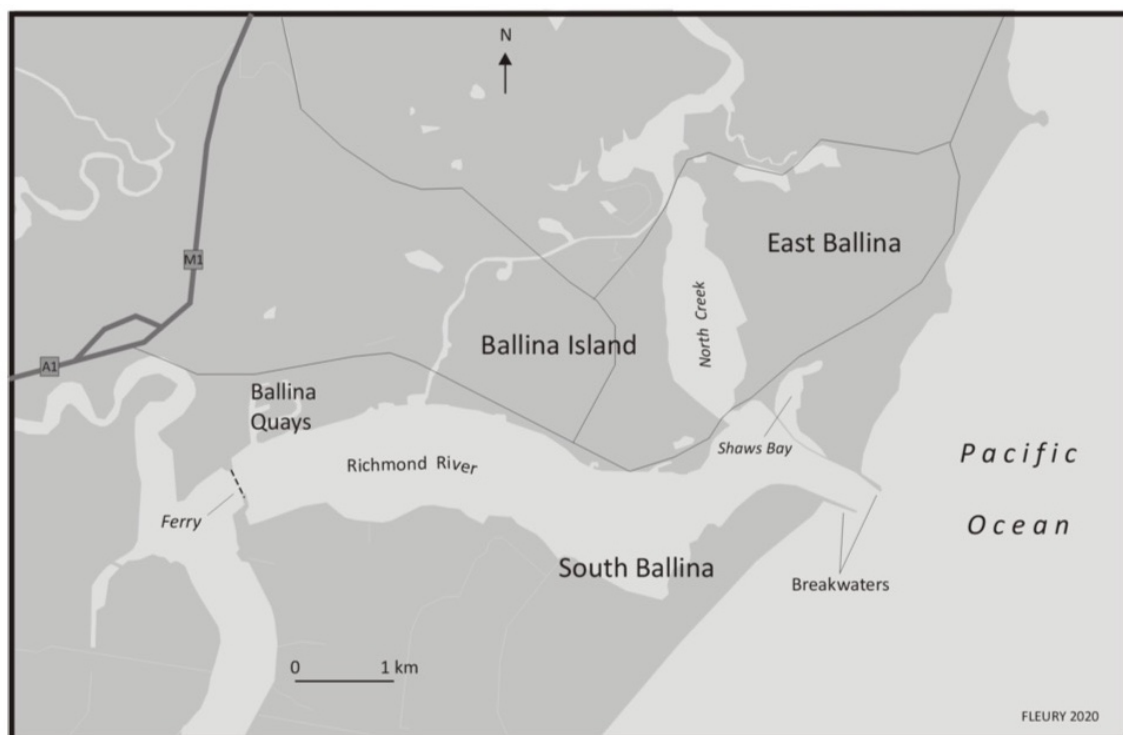 N
East Ballina
M1
North Creek
Ballina Island
A1
Ballina
Quays
Shaws Bay
Pacific
Richmond River
Ferry
Ocean
South Ballina
Breakwaters
0 1 km
FLEURY 2020